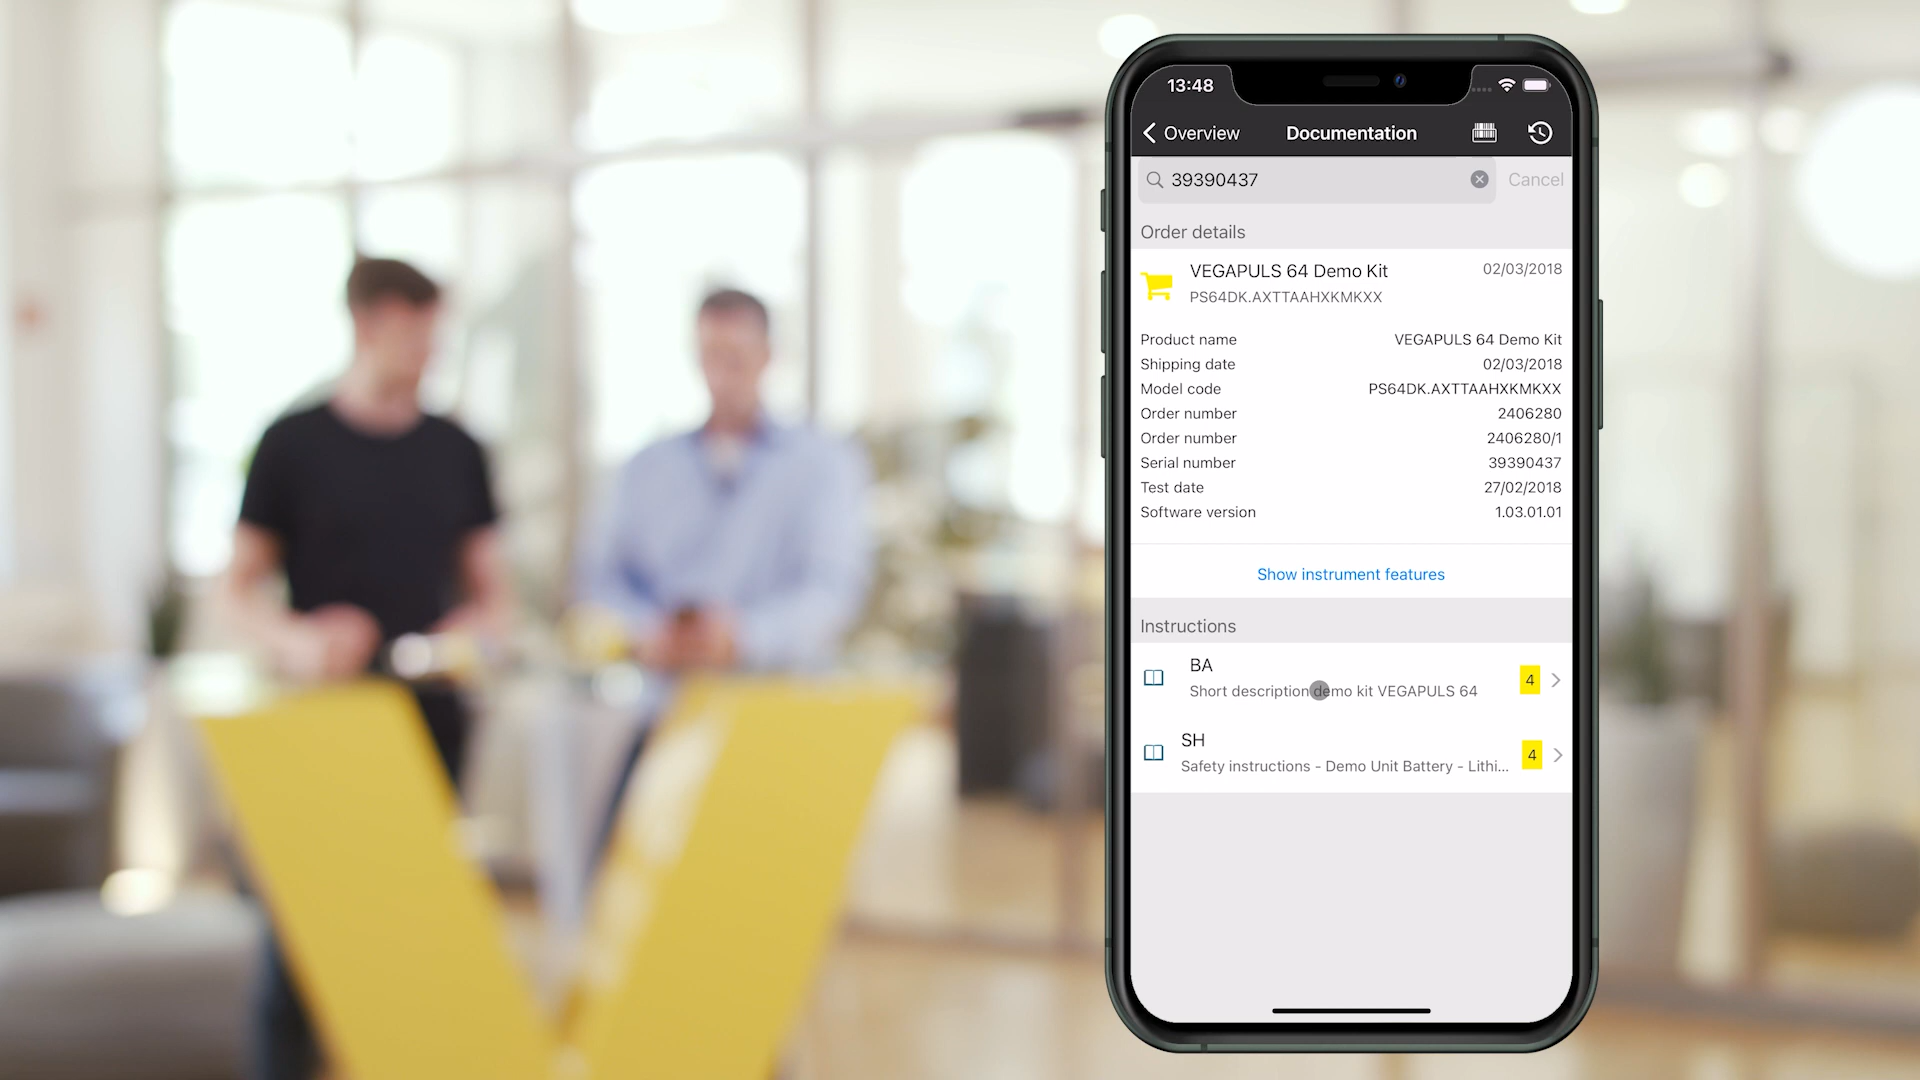 13:48
Overview Documentation
39390437 Cancel
Order details
VEGAPULS 64 Demo Kit 02/03/2018
PS64DK.AXTTAAHXKMKXX
Product name VEGAPULS 64 Demo Kit
Shipping date 02/03/2018
Model code PS64DK.AXTTAAHXKMKXX
Order number 2406280
Order number 2406280/1
Serial number 39390437
Test date 27/02/2018
Software version 1.03.01.01
Show instrument features
Instructions
BA
Short description demo kit VEGAPULS 64 4
SH
Safety instructions - Demo Unit Battery - Lithi... 4